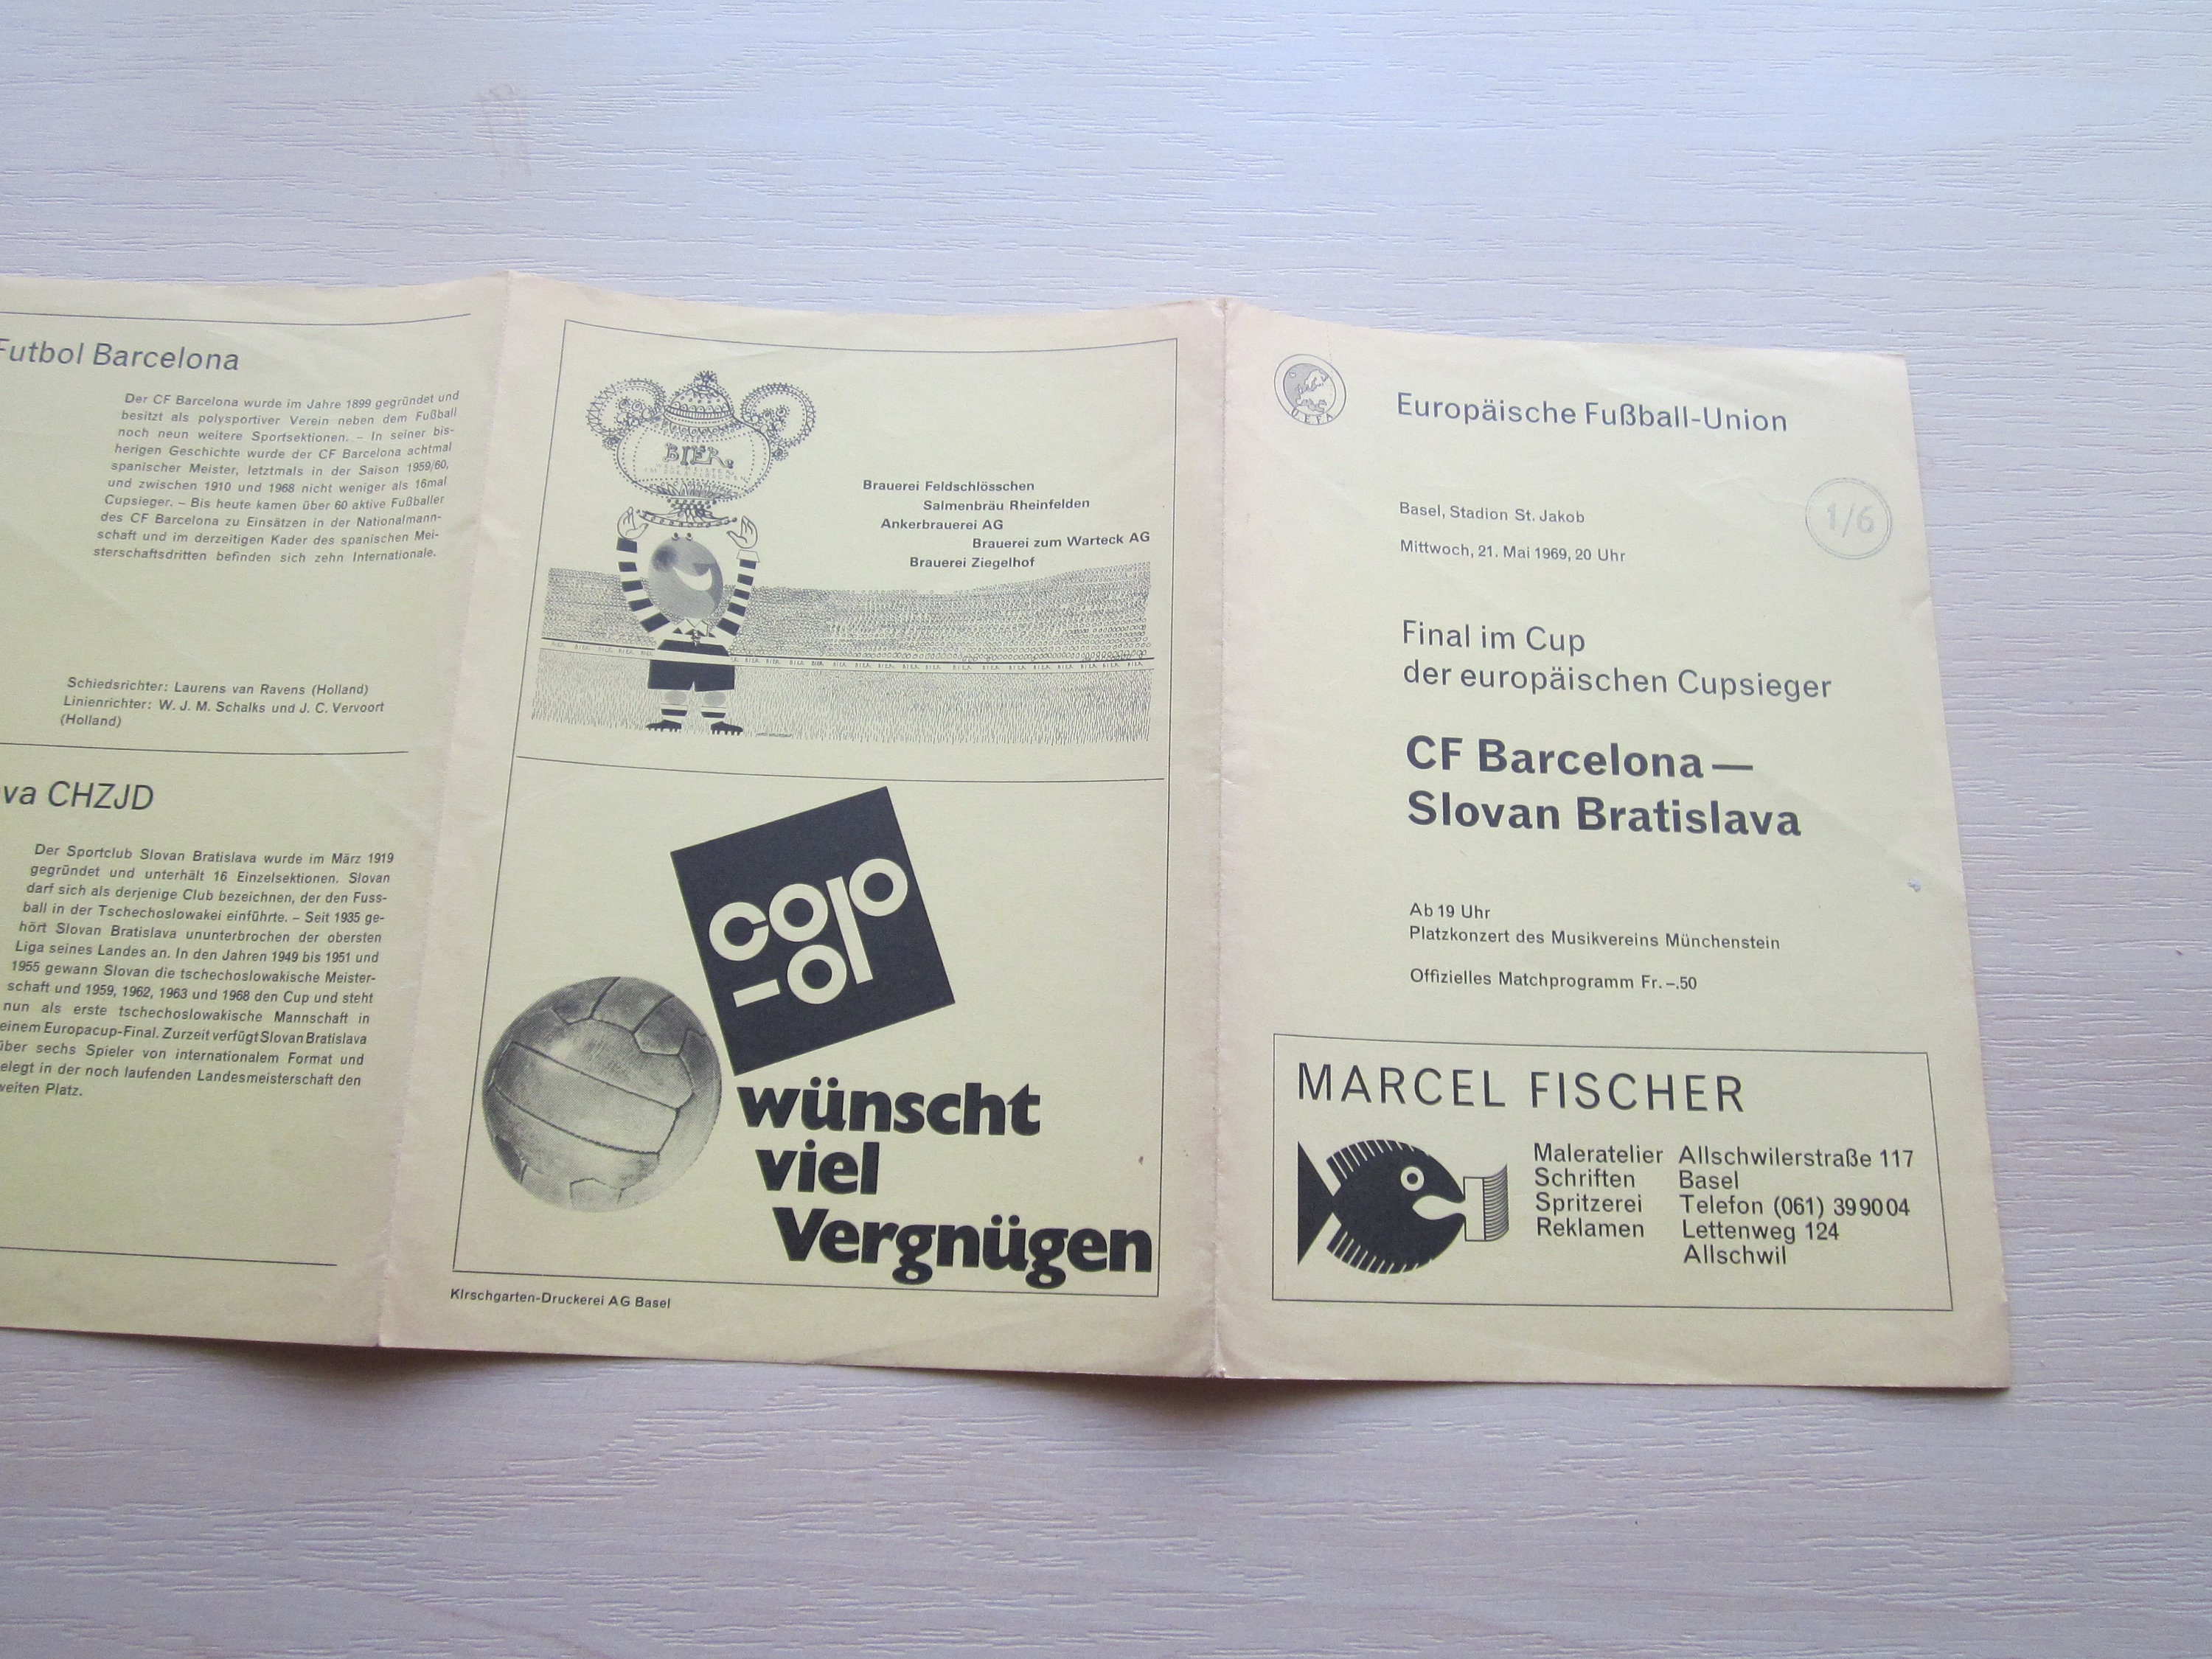 Futbol Barcelona
Der CF Barcelona wurde im Jahre 1899 gegründet und
besitzt als polysportiver Verein neben dem Fußball
noch neun weitere Sportsektionen. – In seiner bis-
herigen Geschichte wurde der CF Barcelona achtmal
spanischer Meister, letztmals in der Saison 1959/60,
und zwischen 1910 und 1968 nicht weniger als 16mal
Cupsieger. – Bis heute kamen über 60 aktive Fußballer
des CF Barcelona zu Einsätzen in der Nationalmann-
schaft und im derzeitigen Kader des spanischen Mei-
sterschaftsdritten befinden sich zehn Internationale.
Schiedsrichter: Laurens van Ravens (Holland)
Linienrichter: W. J. M. Schalks und J. C. Vervoort
(Holland)
va CHZJD
Der Sportclub Slovan Bratislava wurde im März 1919
gegründet und unterhält 16 Einzelsektionen. Slovan
darf sich als derjenige Club bezeichnen, der den Fuss-
ball in der Tschechoslowakei einführte. – Seit 1935 ge-
hört Slovan Bratislava ununterbrochen der obersten
Liga seines Landes an. In den Jahren 1949 bis 1951 und
1955 gewann Slovan die tschechoslowakische Meister-
schaft und 1959, 1962, 1963 und 1968 den Cup und steht
nun als erste tschechoslowakische Mannschaft in
einem Europacup-Final. Zurzeit verfügt Slovan Bratislava
über sechs Spieler von internationalem Format und
elegt in der noch laufenden Landesmeisterschaft den
weiten Platz.
BIER
Brauerei Feldschlösschen
Salmenbräu Rheinfelden
Ankerbrauerei AG
Brauerei zum Warteck AG
Brauerei Ziegelhof
BIER BIER BIER BIER BIER BIER BIER BIER BIER BIER
co-op
wünscht
viel
Vergnügen
Kirschgarten-Druckerei AG Basel
UEFA
Europäische Fußball-Union
1/6
Basel, Stadion St. Jakob
Mittwoch, 21. Mai 1969, 20 Uhr
Final im Cup
der europäischen Cupsieger
CF Barcelona —
Slovan Bratislava
Ab 19 Uhr
Platzkonzert des Musikvereins Münchenstein
Offizielles Matchprogramm Fr. –.50
MARCEL FISCHER
Maleratelier Allschwilerstraße 117
Schriften Basel
Spritzerei Telefon (061) 39 90 04
Reklamen Lettenweg 124
Allschwil